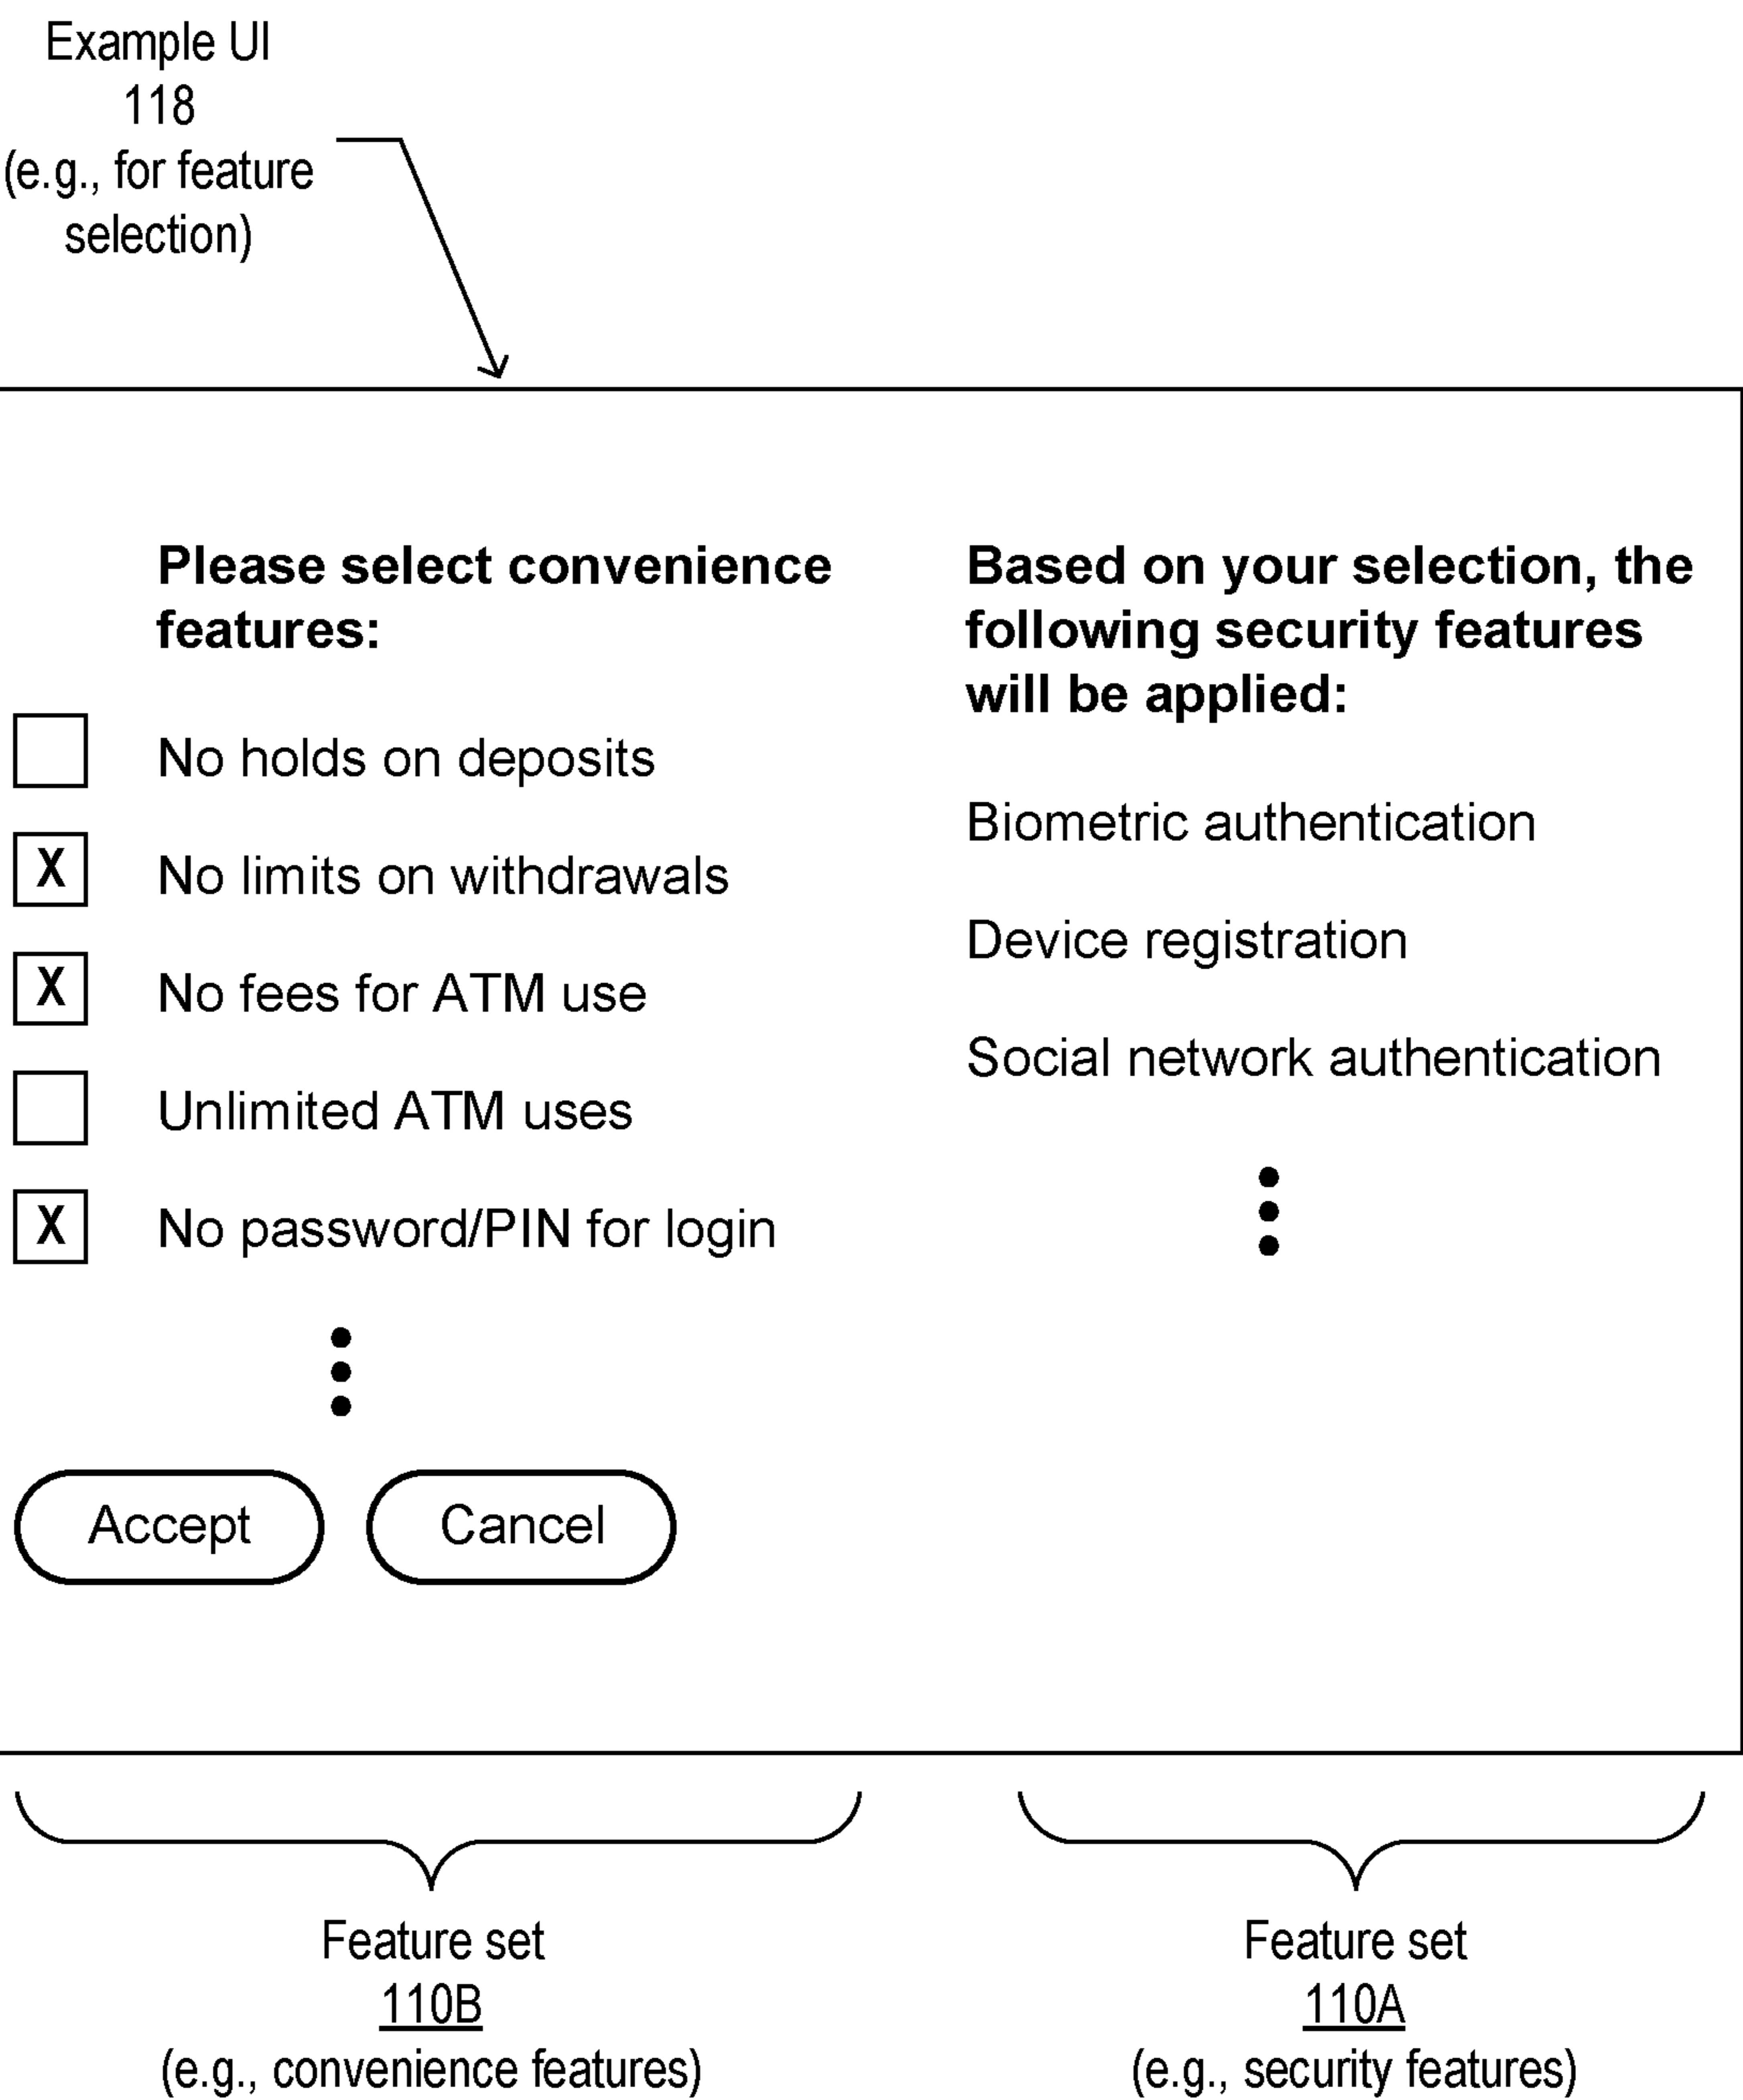 Example UI
118
(e.g., for feature
selection)
Please select convenience
features:
X
X
X
No holds on deposits
No limits on withdrawals
No fees for ATM use
Unlimited ATM uses
No password/PIN for login
Accept
Cancel
Based on your selection, the
following security features
will be applied:
Biometric authentication
Device registration
Social network authentication
Feature set
110B
(e.g., convenience features)
Feature set
110A
(e.g., security features)